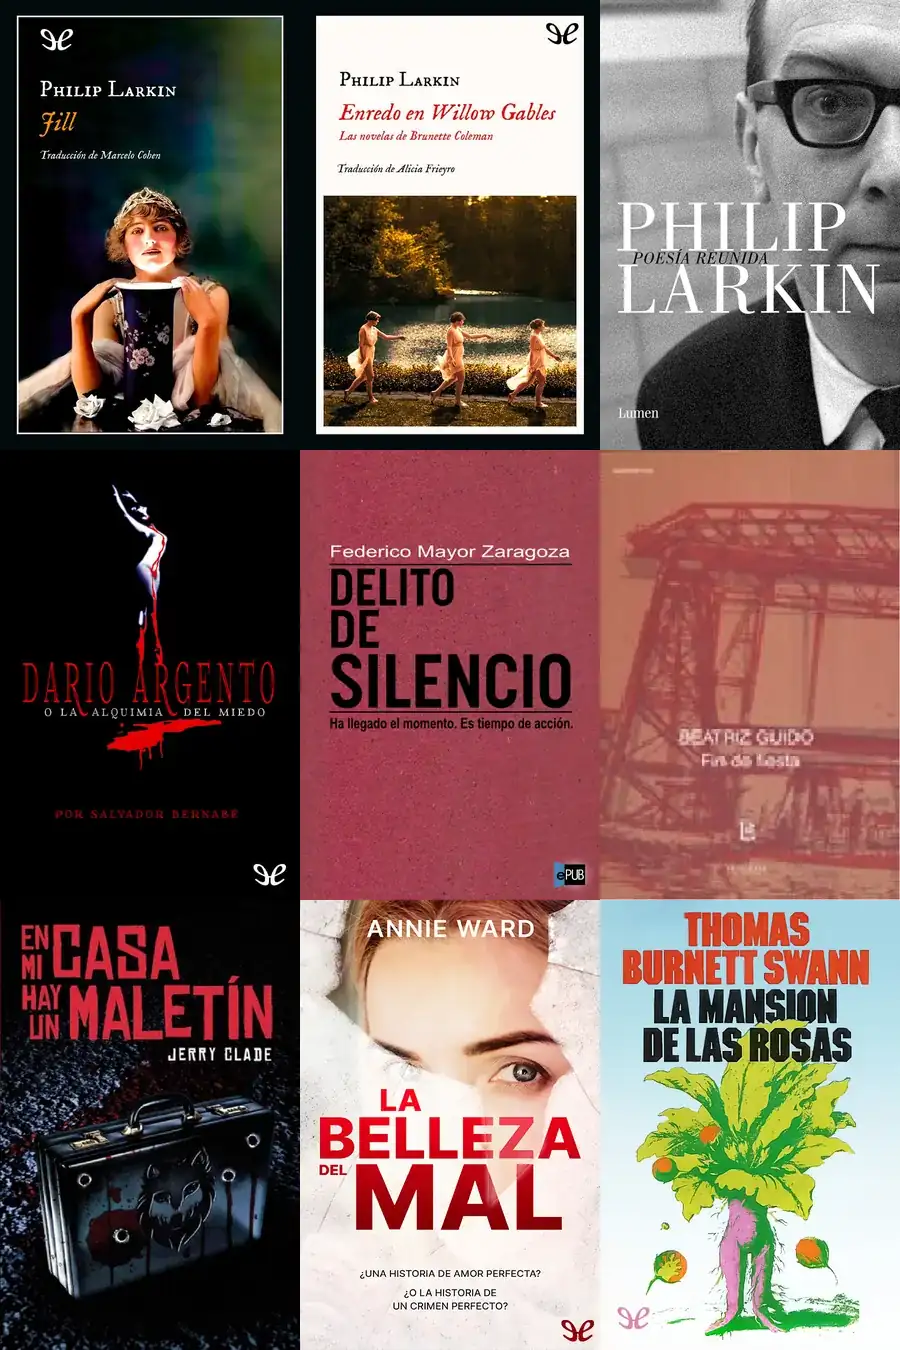 PHILIP LARKIN
Jill
Traducción de Marcelo Cohen
PHILIP LARKIN
Enredo en Willow Gables
Las novelas de Brunette Coleman
Traducción de Alicia Frieyro
PHILIP
POESÍA REUNIDA
LARKIN
Lumen
DARIO ARGENTO
O LA ALQUIMIA DEL MIEDO
POR SALVADOR BERNABÉ
Federico Mayor Zaragoza
DELITO
DE
SILENCIO
Ha llegado el momento. Es tiempo de acción.
ePUB
BEATRIZ GUIDO
Fin de fiesta
EN MI CASA
HAY UN MALETÍN
JERRY CLADE
ANNIE WARD
LA
BELLEZA
DEL MAL
¿UNA HISTORIA DE AMOR PERFECTA?
¿O LA HISTORIA DE
UN CRIMEN PERFECTO?
THOMAS
BURNETT SWANN
LA MANSION
DE LAS ROSAS